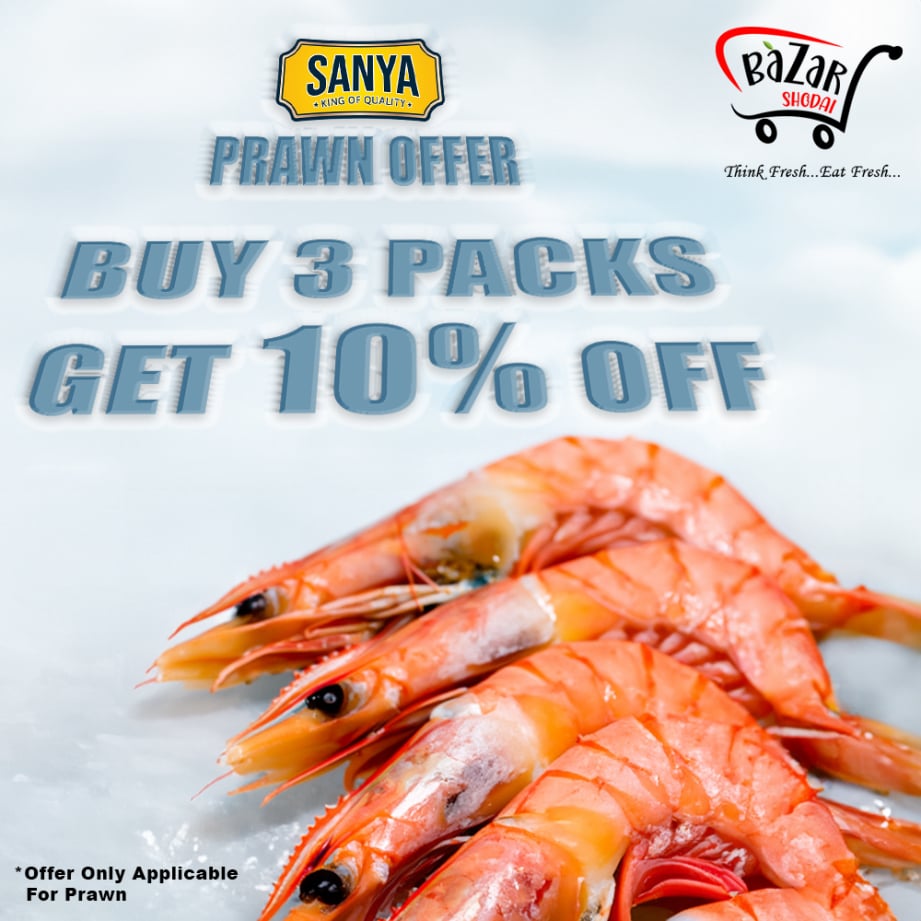 SANYA
KING OF QUALITY
BAZAR
SHODAI
Think Fresh...Eat Fresh...
PRAWN OFFER
BUY 3 PACKS
GET 10% OFF
*Offer Only Applicable
For Prawn